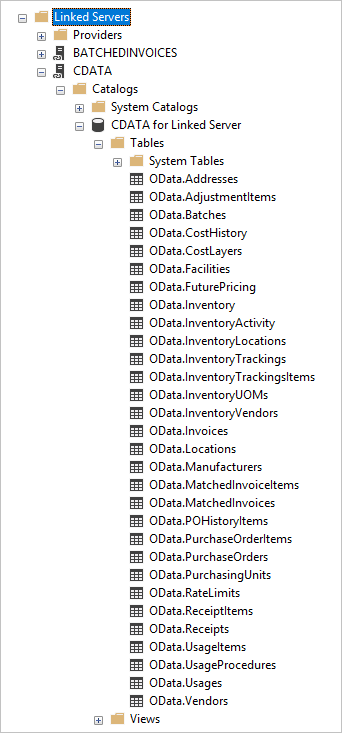 Linked Servers
Providers
BATCHEDINVOICES
CDATA
Catalogs
System Catalogs
CDATA for Linked Server
Tables
System Tables
OData.Addresses
OData.AdjustmentItems
OData.Batches
OData.CostHistory
OData.CostLayers
OData.Facilities
OData.FuturePricing
OData.Inventory
OData.InventoryActivity
OData.InventoryLocations
OData.InventoryTrackings
OData.InventoryTrackingsItems
OData.InventoryUOMs
OData.InventoryVendors
OData.Invoices
OData.Locations
OData.Manufacturers
OData.MatchedInvoiceItems
OData.MatchedInvoices
OData.POHistoryItems
OData.PurchaseOrderItems
OData.PurchaseOrders
OData.PurchasingUnits
OData.RateLimits
OData.ReceiptItems
OData.Receipts
OData.UsageItems
OData.UsageProcedures
OData.Usages
OData.Vendors
Views